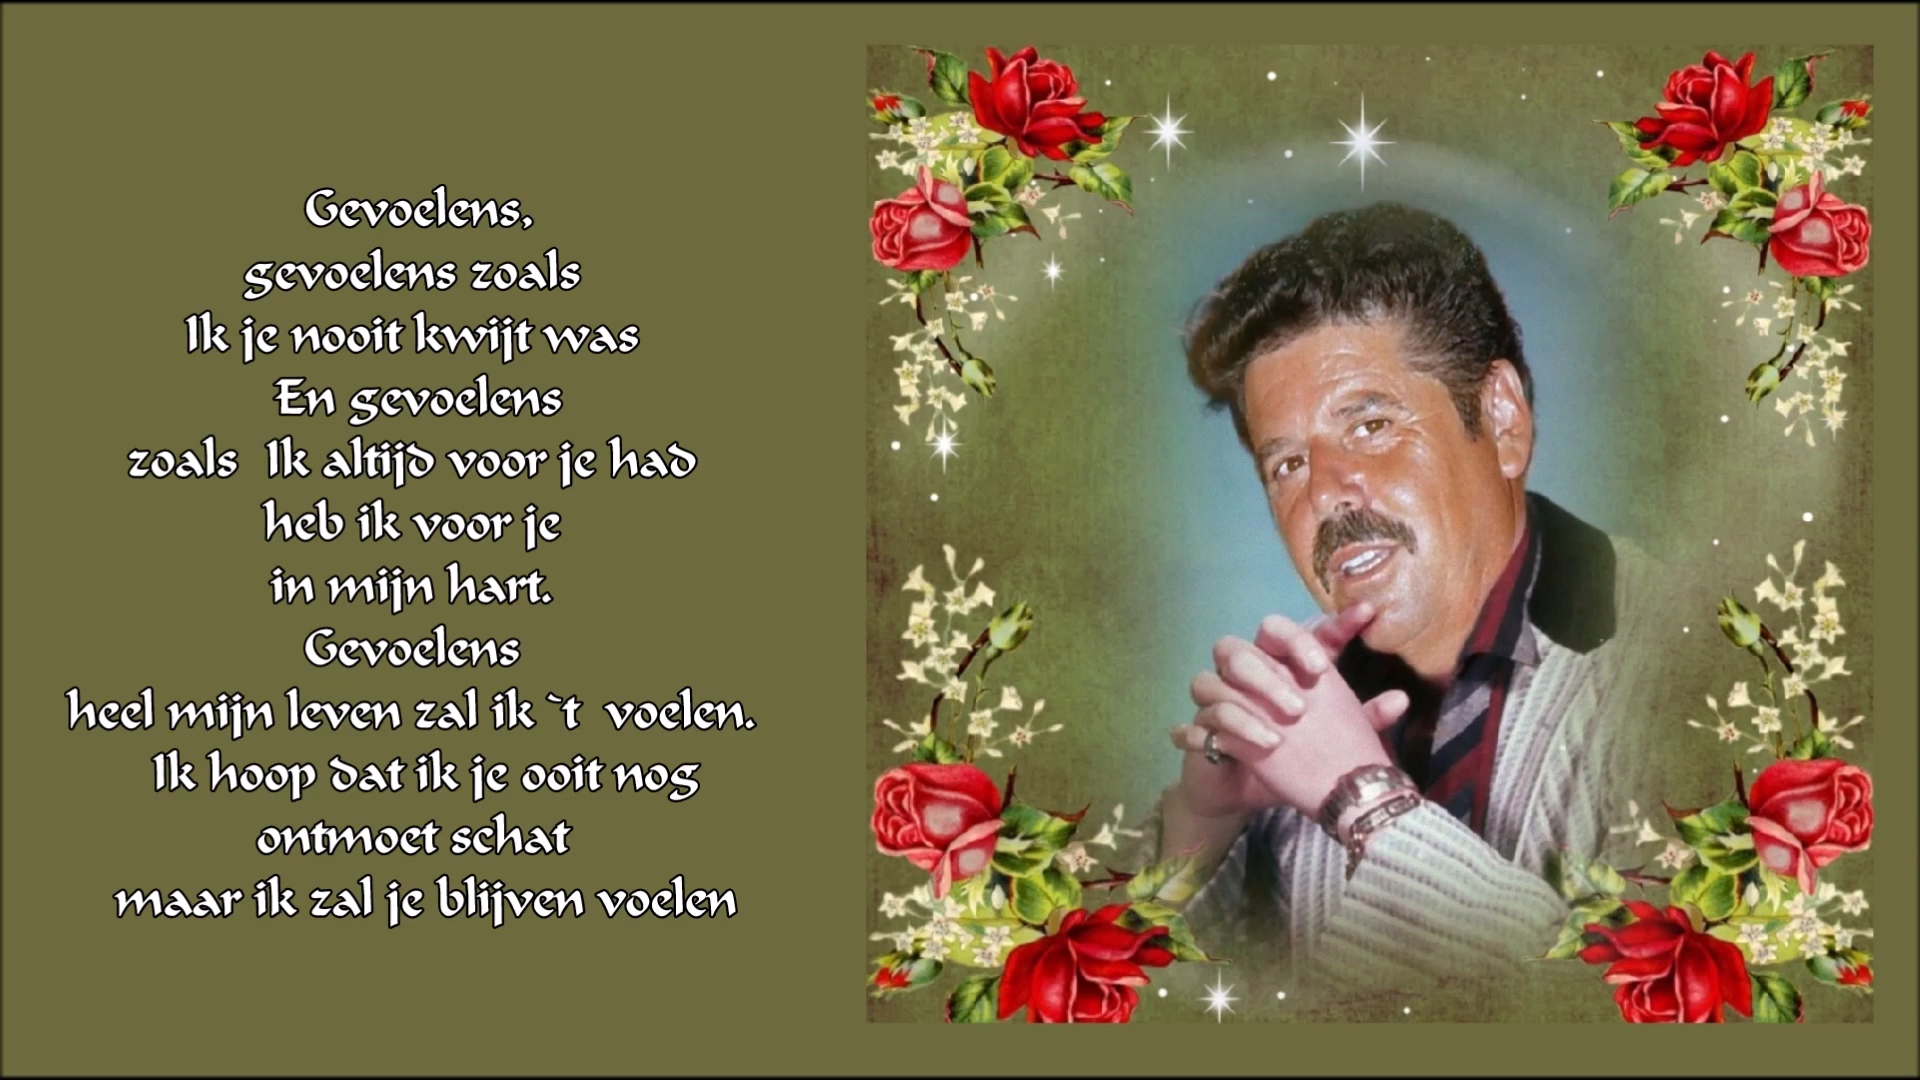 Gevoelens,
gevoelens zoals
Ik je nooit kwijt was
En gevoelens
zoals Ik altijd voor je had
heb ik voor je
in mijn hart.
Gevoelens
heel mijn leven zal ik `t voelen.
Ik hoop dat ik je ooit nog
ontmoet schat
maar ik zal je blijven voelen